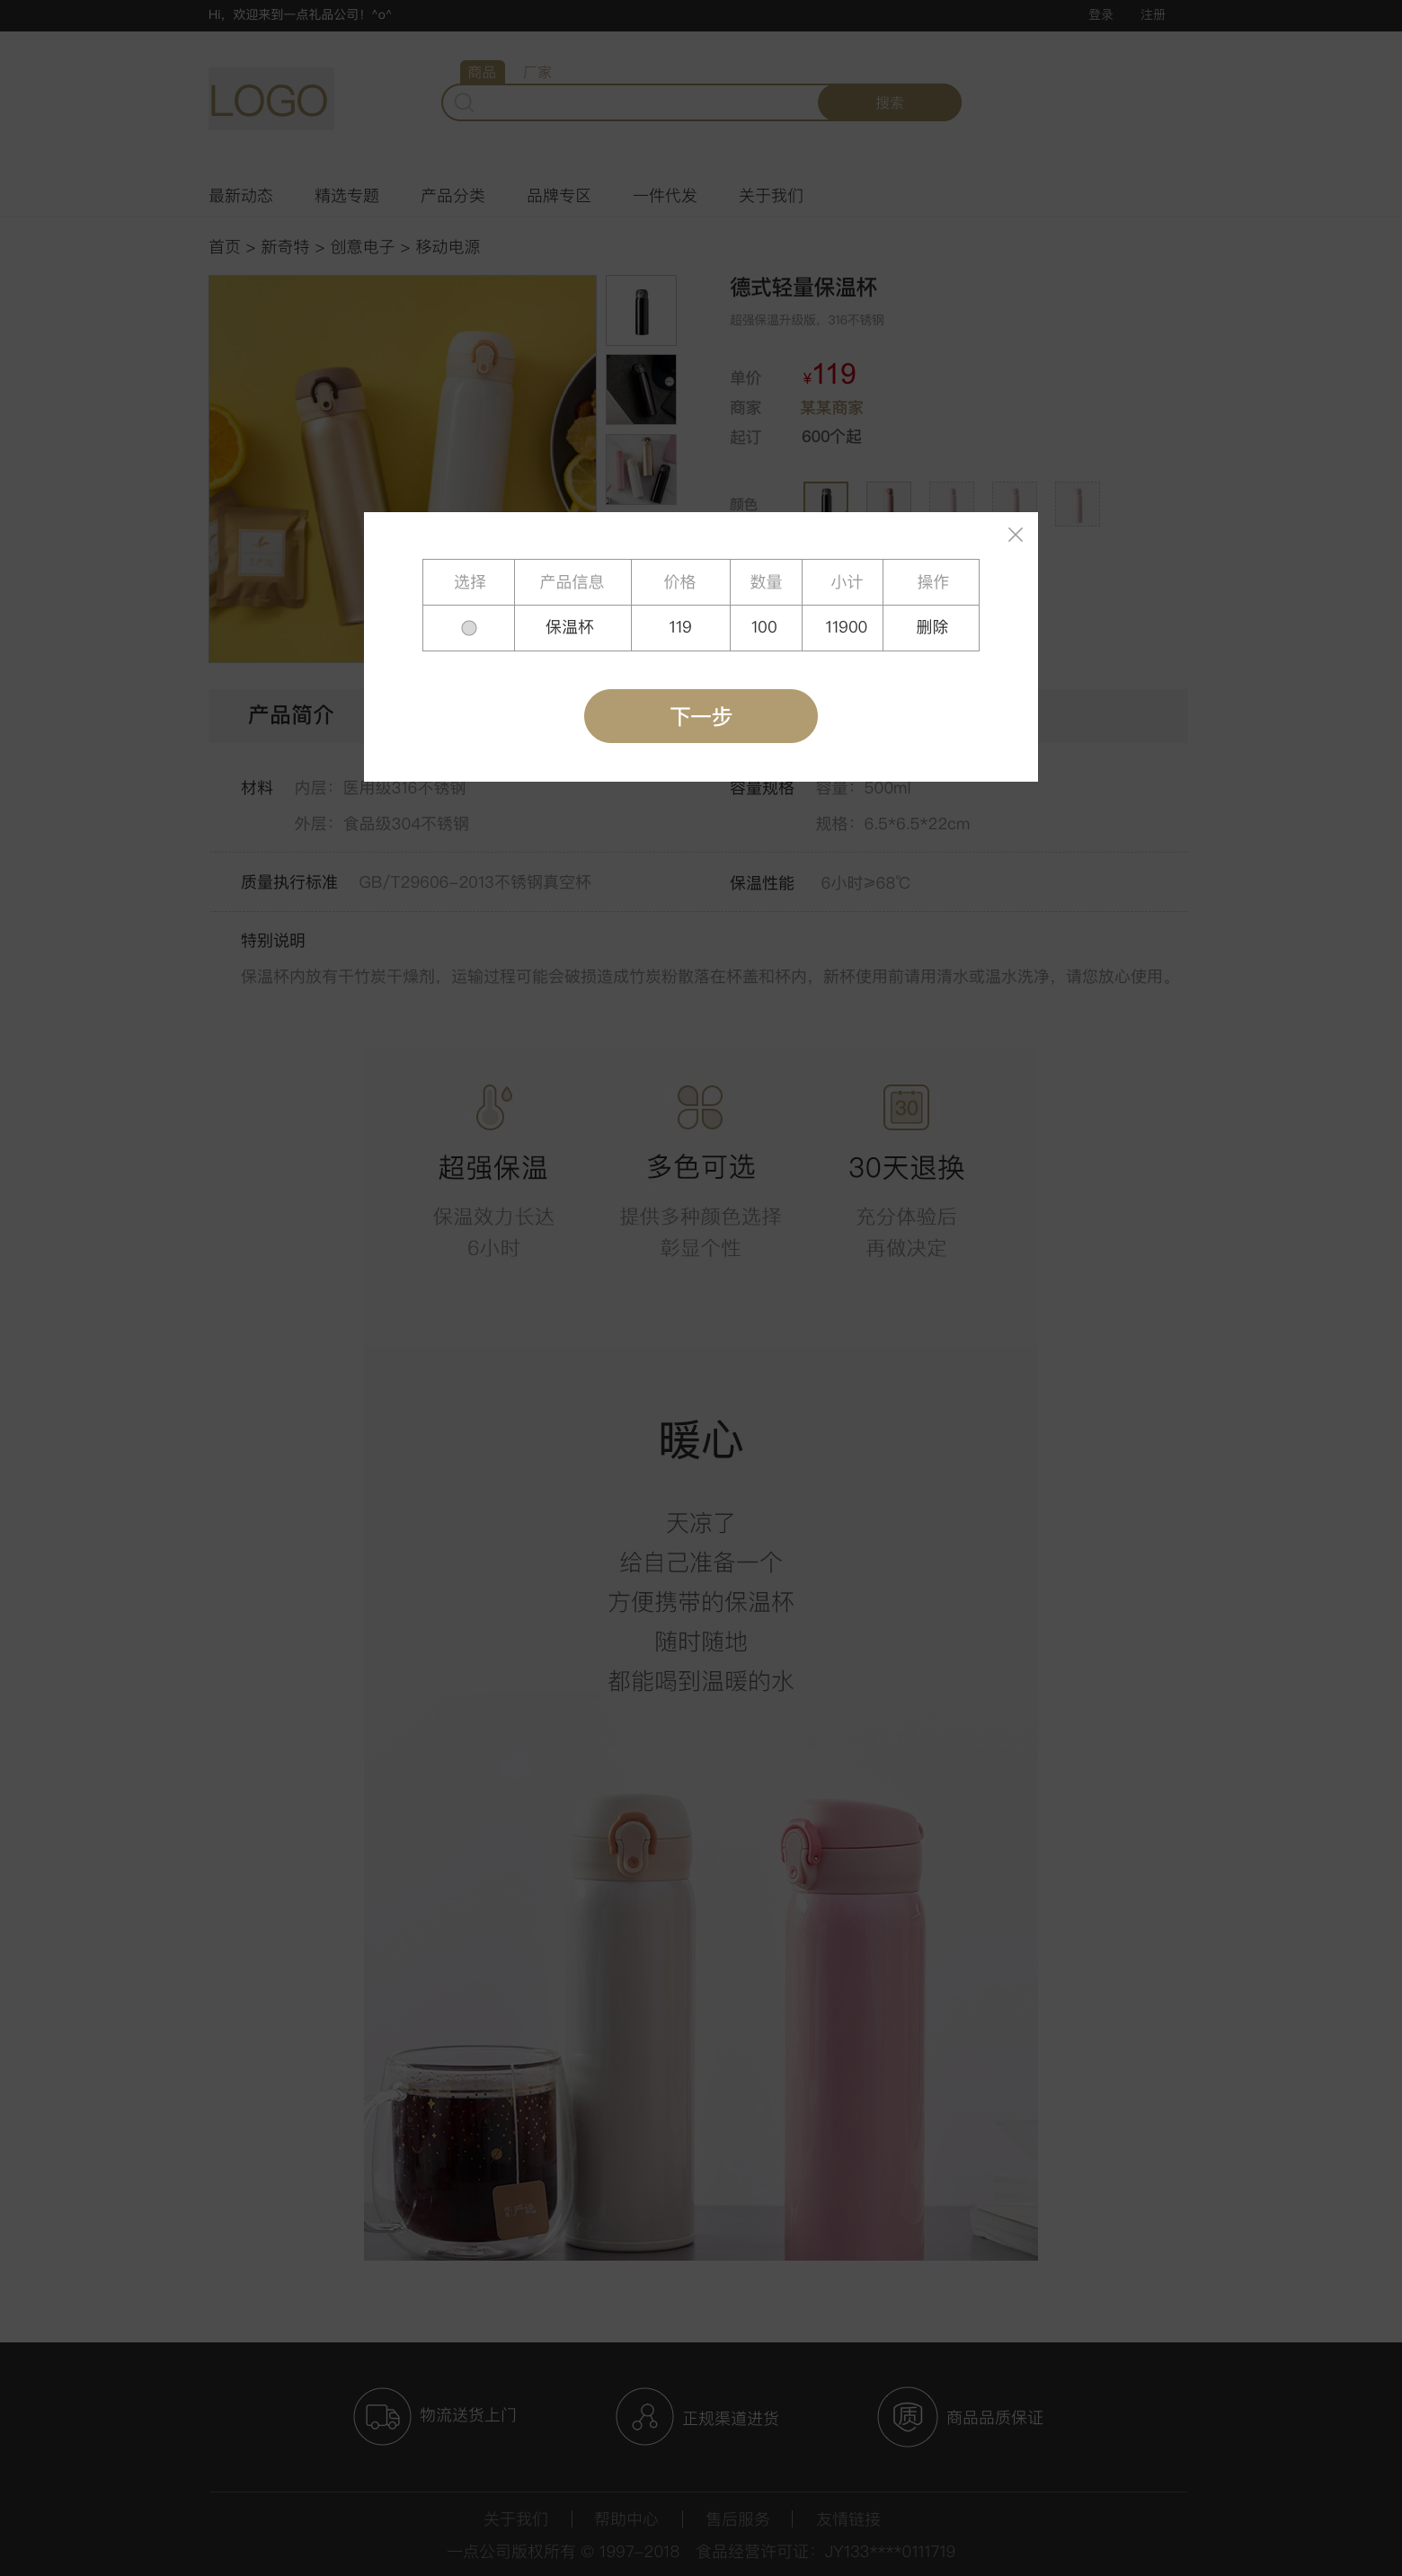 Hi，欢迎来到一点礼品公司！^o^
登录 注册
商品 厂家
LOGO
搜索
最新动态 精选专题 产品分类 品牌专区 一件代发 关于我们
首页 > 新奇特 > 创意电子 > 移动电源
德式轻量保温杯
超强保温升级版，316不锈钢
单价 ¥119
商家 某某商家
起订 600个起
颜色
选择 产品信息 价格 数量 小计 操作
保温杯 119 100 11900 删除
下一步
产品简介
材料 内层：医用级316不锈钢
外层：食品级304不锈钢
容量规格 容量：500ml
规格：6.5*6.5*22cm
质量执行标准 GB/T29606-2013不锈钢真空杯
保温性能 6小时≥68℃
特别说明
保温杯内放有干竹炭干燥剂，运输过程可能会破损造成竹炭粉散落在杯盖和杯内，新杯使用前请用清水或温水洗净，请您放心使用。
30
超强保温 多色可选 30天退换
保温效力长达 提供多种颜色选择 充分体验后
6小时 彰显个性 再做决定
暖心
天凉了
给自己准备一个
方便携带的保温杯
随时随地
都能喝到温暖的水
物流送货上门 正规渠道进货 质 商品品质保证
关于我们 帮助中心 售后服务 友情链接
一点公司版权所有 © 1997-2018 食品经营许可证：JY133****0111719